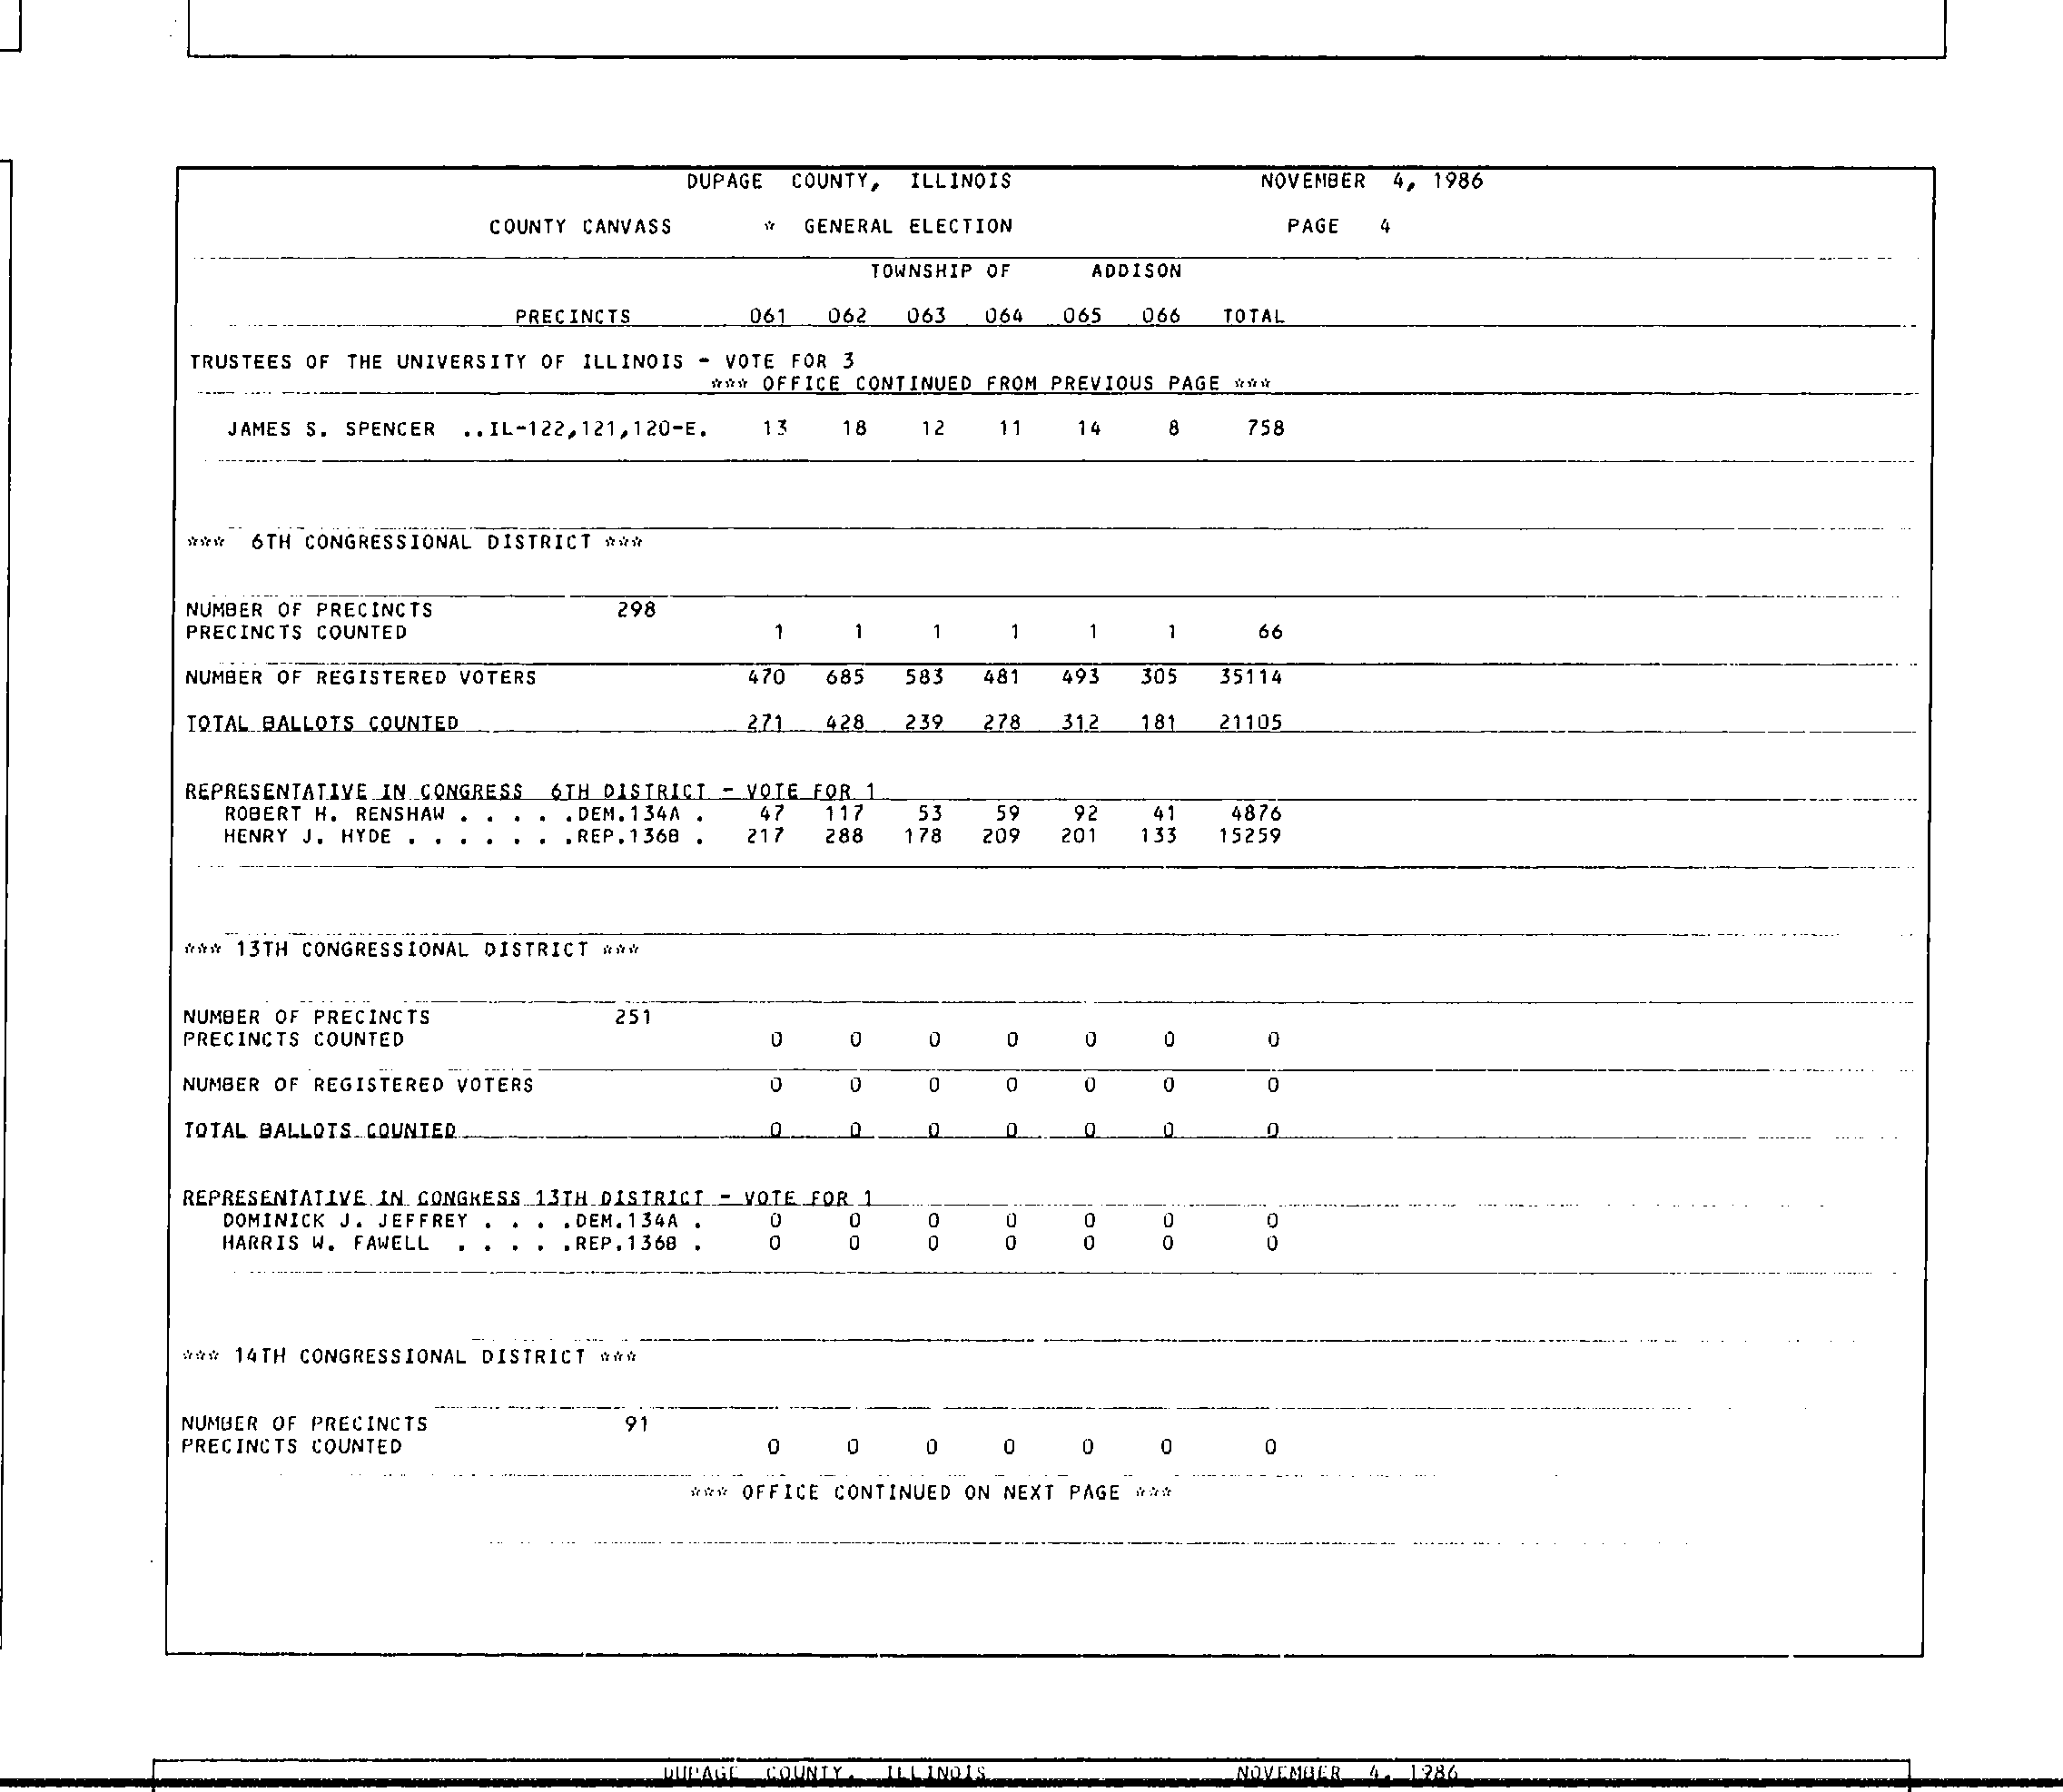 DUPAGE COUNTY, ILLINOIS NOVEMBER 4, 1986
COUNTY CANVASS * GENERAL ELECTION PAGE 4
TOWNSHIP OF ADDISON
PRECINCTS 061 062 063 064 065 066 TOTAL
TRUSTEES OF THE UNIVERSITY OF ILLINOIS - VOTE FOR 3
*** OFFICE CONTINUED FROM PREVIOUS PAGE ***
JAMES S. SPENCER ..IL-122,121,120-E. 13 18 12 11 14 8 758
*** 6TH CONGRESSIONAL DISTRICT ***
NUMBER OF PRECINCTS 298
PRECINCTS COUNTED 1 1 1 1 1 1 66
NUMBER OF REGISTERED VOTERS 470 685 583 481 493 305 35114
TOTAL BALLOTS COUNTED 271 428 239 278 312 181 21105
REPRESENTATIVE IN CONGRESS 6TH DISTRICT - VOTE FOR 1
ROBERT H. RENSHAW . . . . . .DEM.134A . 47 117 53 59 92 41 4876
HENRY J. HYDE . . . . . . . .REP.136B . 217 288 178 209 201 133 15259
*** 13TH CONGRESSIONAL DISTRICT ***
NUMBER OF PRECINCTS 251
PRECINCTS COUNTED 0 0 0 0 0 0 0
NUMBER OF REGISTERED VOTERS 0 0 0 0 0 0 0
TOTAL BALLOTS COUNTED 0 0 0 0 0 0 0
REPRESENTATIVE IN CONGRESS 13TH DISTRICT - VOTE FOR 1
DOMINICK J. JEFFREY . . . . .DEM.134A . 0 0 0 0 0 0 0
HARRIS W. FAWELL . . . . . .REP.136B . 0 0 0 0 0 0 0
*** 14TH CONGRESSIONAL DISTRICT ***
NUMBER OF PRECINCTS 91
PRECINCTS COUNTED 0 0 0 0 0 0 0
*** OFFICE CONTINUED ON NEXT PAGE ***
DUPAGE COUNTY, ILLINOIS NOVEMBER 4, 1986